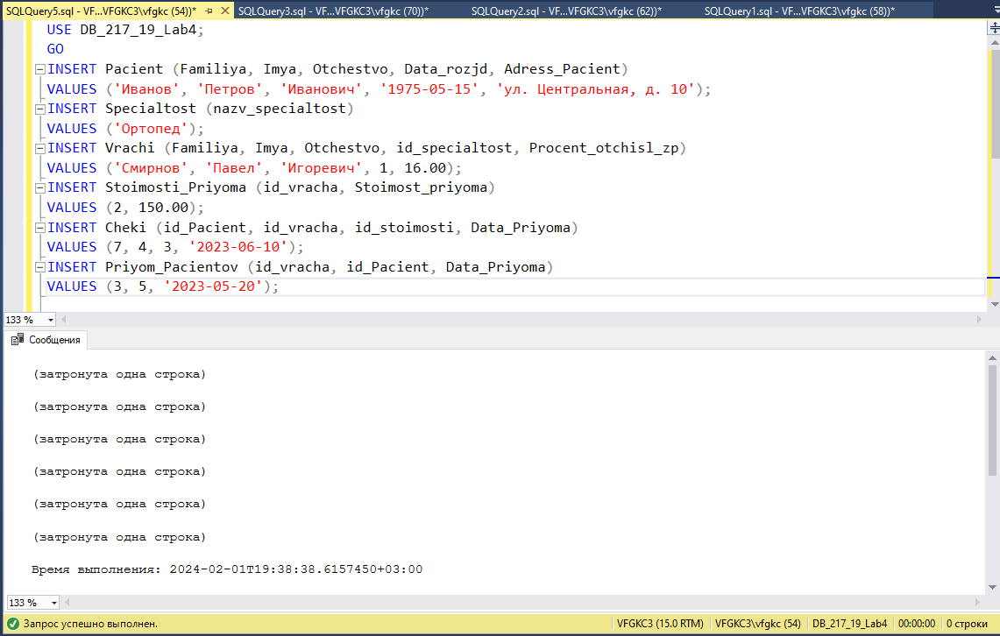 SQLQuery5.sql - VF...VFGKC3\vfgkc (54))*
SQLQuery3.sql - VF...VFGKC3\vfgkc (70))*
SQLQuery2.sql - VF...VFGKC3\vfgkc (62))*
SQLQuery1.sql - VF...VFGKC3\vfgkc (58))*
USE DB_217_19_Lab4;
GO
INSERT Pacient (Familiya, Imya, Otchestvo, Data_rozjd, Adress_Pacient)
VALUES ('Иванов', 'Петров', 'Иванович', '1975-05-15', 'ул. Центральная, д. 10');
INSERT Specialtost (nazv_specialtost)
VALUES ('Ортопед');
INSERT Vrachi (Familiya, Imya, Otchestvo, id_specialtost, Procent_otchisl_zp)
VALUES ('Смирнов', 'Павел', 'Игоревич', 1, 16.00);
INSERT Stoimosti_Priyoma (id_vracha, Stoimost_priyoma)
VALUES (2, 150.00);
INSERT Cheki (id_Pacient, id_vracha, id_stoimosti, Data_Priyoma)
VALUES (7, 4, 3, '2023-06-10');
INSERT Priyom_Pacientov (id_vracha, id_Pacient, Data_Priyoma)
VALUES (3, 5, '2023-05-20');
133 %
Сообщения
(затронута одна строка)
(затронута одна строка)
(затронута одна строка)
(затронута одна строка)
(затронута одна строка)
(затронута одна строка)
Время выполнения: 2024-02-01T19:38:38.6157450+03:00
133 %
Запрос успешно выполнен.
VFGKC3 (15.0 RTM)
VFGKC3\vfgkc (54)
DB_217_19_Lab4
00:00:00
0 строки